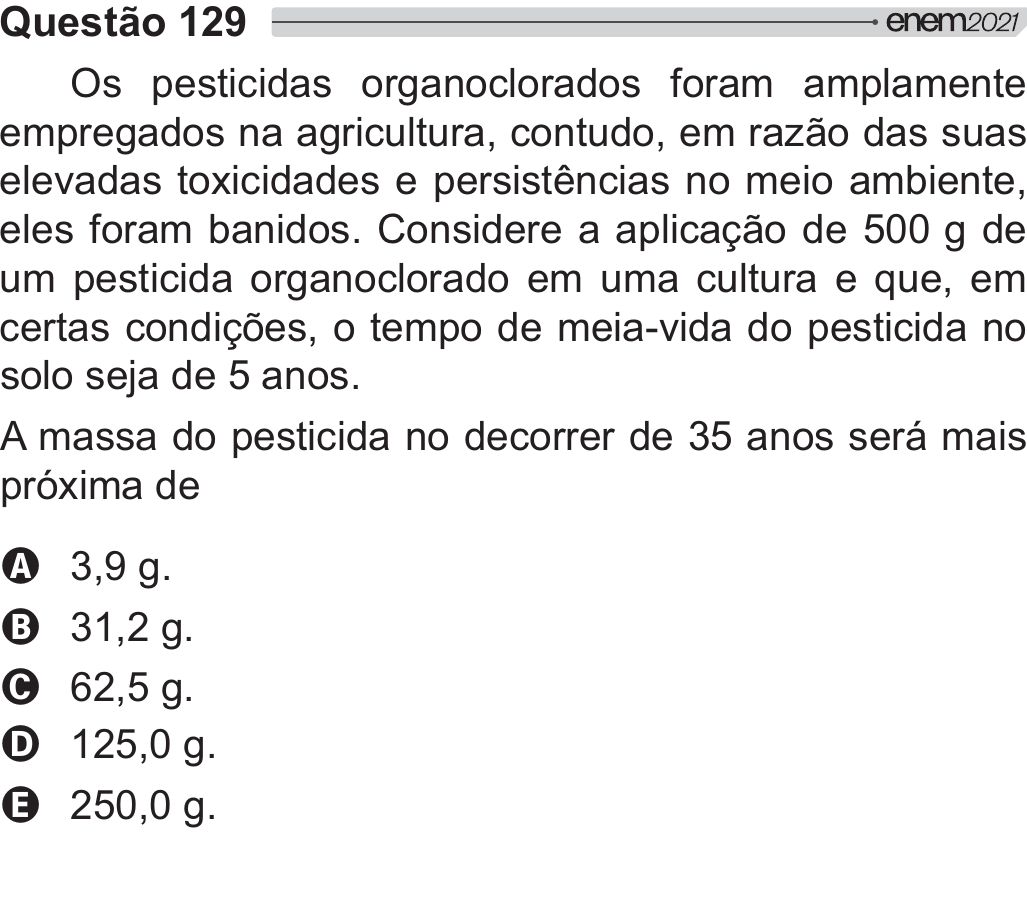 Questão 129 enem2021
Os pesticidas organoclorados foram amplamente
empregados na agricultura, contudo, em razão das suas
elevadas toxicidades e persistências no meio ambiente,
eles foram banidos. Considere a aplicação de 500 g de
um pesticida organoclorado em uma cultura e que, em
certas condições, o tempo de meia-vida do pesticida no
solo seja de 5 anos.
A massa do pesticida no decorrer de 35 anos será mais
próxima de
A 3,9 g.
B 31,2 g.
C 62,5 g.
D 125,0 g.
E 250,0 g.